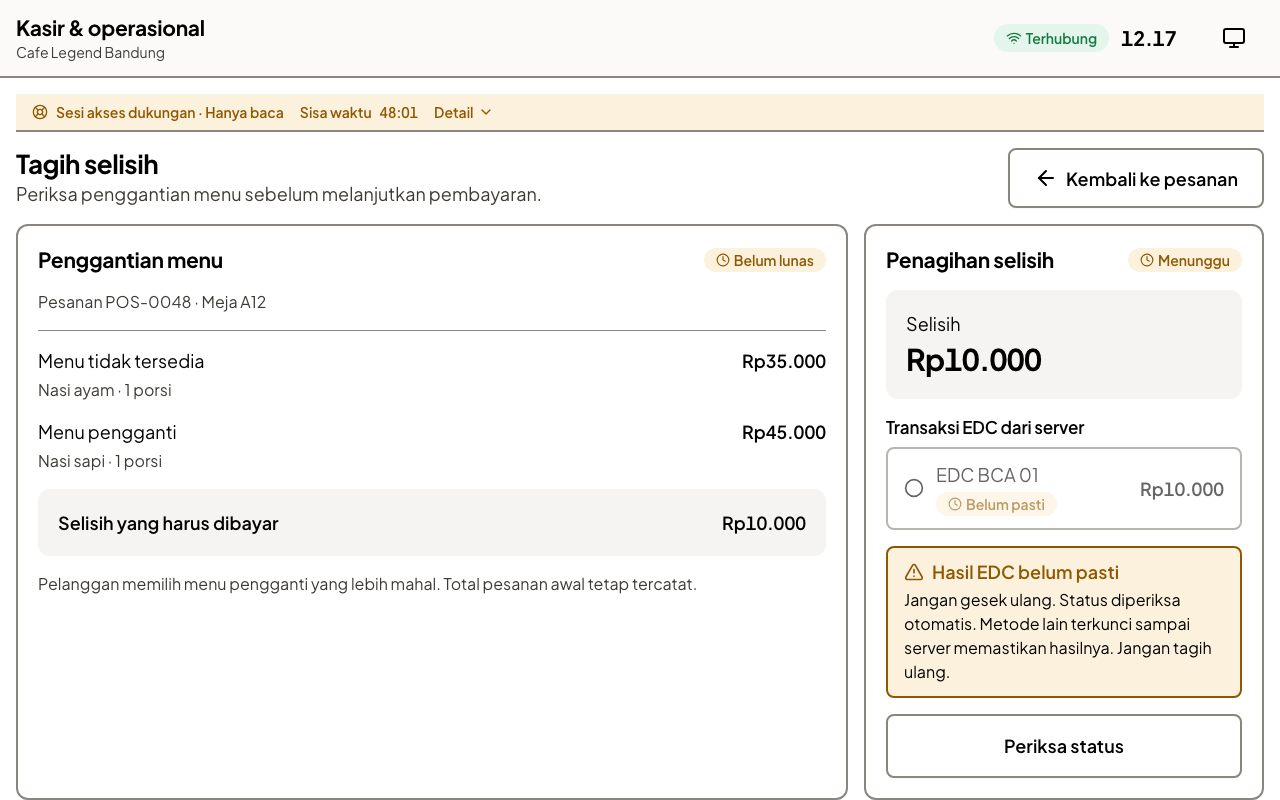 Kasir & operasional
Cafe Legend Bandung
Terhubung
12.17
Sesi akses dukungan · Hanya baca
Sisa waktu 48:01
Detail
Tagih selisih
Periksa penggantian menu sebelum melanjutkan pembayaran.
Kembali ke pesanan
Penggantian menu
Belum lunas
Pesanan POS-0048 · Meja A12
Menu tidak tersedia
Rp35.000
Nasi ayam · 1 porsi
Menu pengganti
Rp45.000
Nasi sapi · 1 porsi
Selisih yang harus dibayar
Rp10.000
Pelanggan memilih menu pengganti yang lebih mahal. Total pesanan awal tetap tercatat.
Penagihan selisih
Menunggu
Selisih
Rp10.000
Transaksi EDC dari server
EDC BCA 01
Rp10.000
Belum pasti
Hasil EDC belum pasti
Jangan gesek ulang. Status diperiksa
otomatis. Metode lain terkunci sampai
server memastikan hasilnya. Jangan tagih
ulang.
Periksa status